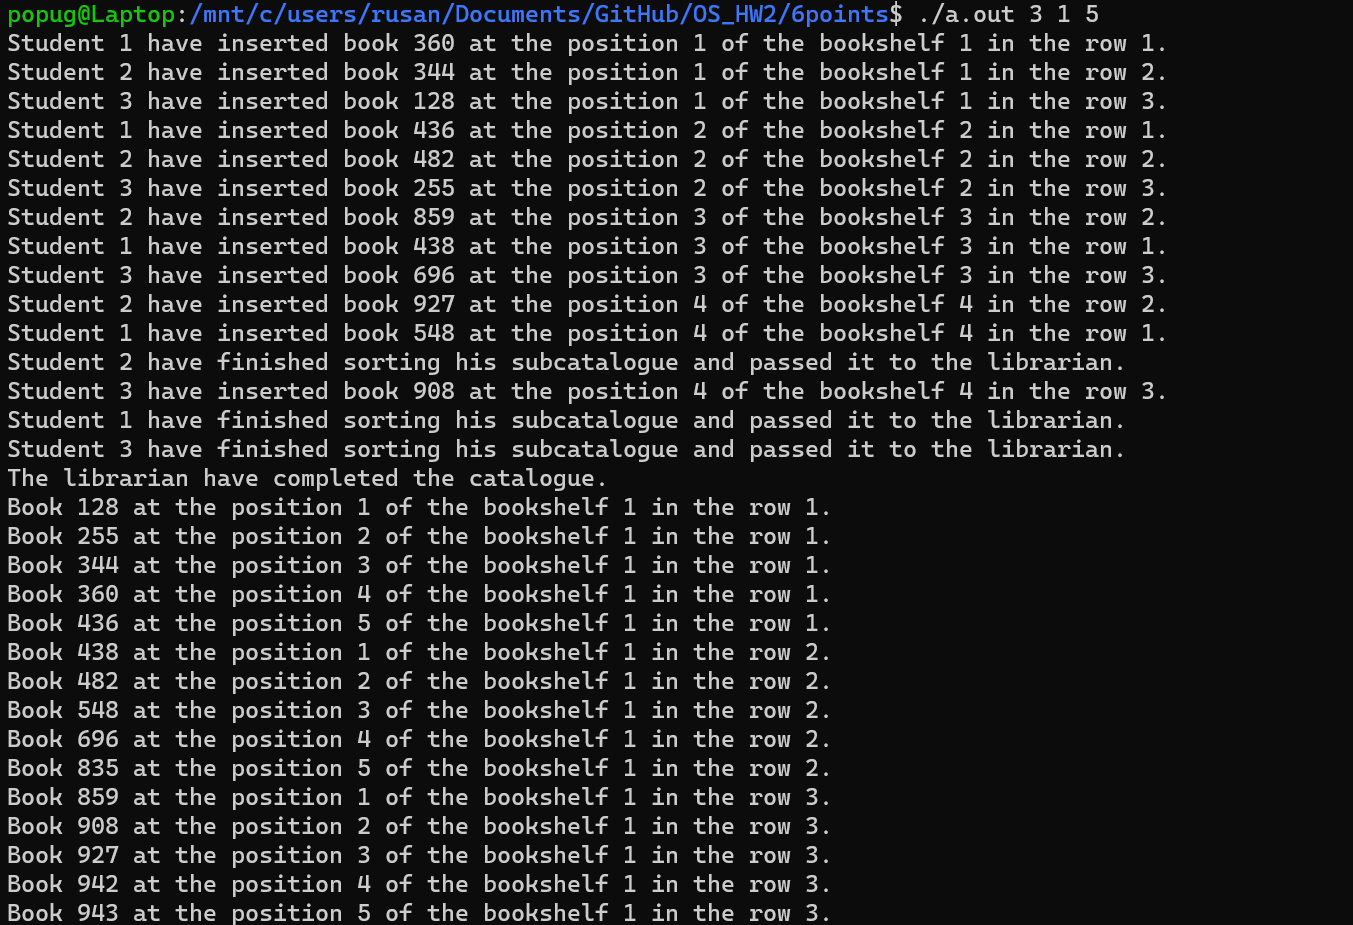 popug@Laptop:/mnt/c/users/rusan/Documents/GitHub/OS_HW2/6points$ ./a.out 3 1 5
Student 1 have inserted book 360 at the position 1 of the bookshelf 1 in the row 1.
Student 2 have inserted book 344 at the position 1 of the bookshelf 1 in the row 2.
Student 3 have inserted book 128 at the position 1 of the bookshelf 1 in the row 3.
Student 1 have inserted book 436 at the position 2 of the bookshelf 2 in the row 1.
Student 2 have inserted book 482 at the position 2 of the bookshelf 2 in the row 2.
Student 3 have inserted book 255 at the position 2 of the bookshelf 2 in the row 3.
Student 2 have inserted book 859 at the position 3 of the bookshelf 3 in the row 2.
Student 1 have inserted book 438 at the position 3 of the bookshelf 3 in the row 1.
Student 3 have inserted book 696 at the position 3 of the bookshelf 3 in the row 3.
Student 2 have inserted book 927 at the position 4 of the bookshelf 4 in the row 2.
Student 1 have inserted book 548 at the position 4 of the bookshelf 4 in the row 1.
Student 2 have finished sorting his subcatalogue and passed it to the librarian.
Student 3 have inserted book 908 at the position 4 of the bookshelf 4 in the row 3.
Student 1 have finished sorting his subcatalogue and passed it to the librarian.
Student 3 have finished sorting his subcatalogue and passed it to the librarian.
The librarian have completed the catalogue.
Book 128 at the position 1 of the bookshelf 1 in the row 1.
Book 255 at the position 2 of the bookshelf 1 in the row 1.
Book 344 at the position 3 of the bookshelf 1 in the row 1.
Book 360 at the position 4 of the bookshelf 1 in the row 1.
Book 436 at the position 5 of the bookshelf 1 in the row 1.
Book 438 at the position 1 of the bookshelf 1 in the row 2.
Book 482 at the position 2 of the bookshelf 1 in the row 2.
Book 548 at the position 3 of the bookshelf 1 in the row 2.
Book 696 at the position 4 of the bookshelf 1 in the row 2.
Book 835 at the position 5 of the bookshelf 1 in the row 2.
Book 859 at the position 1 of the bookshelf 1 in the row 3.
Book 908 at the position 2 of the bookshelf 1 in the row 3.
Book 927 at the position 3 of the bookshelf 1 in the row 3.
Book 942 at the position 4 of the bookshelf 1 in the row 3.
Book 943 at the position 5 of the bookshelf 1 in the row 3.